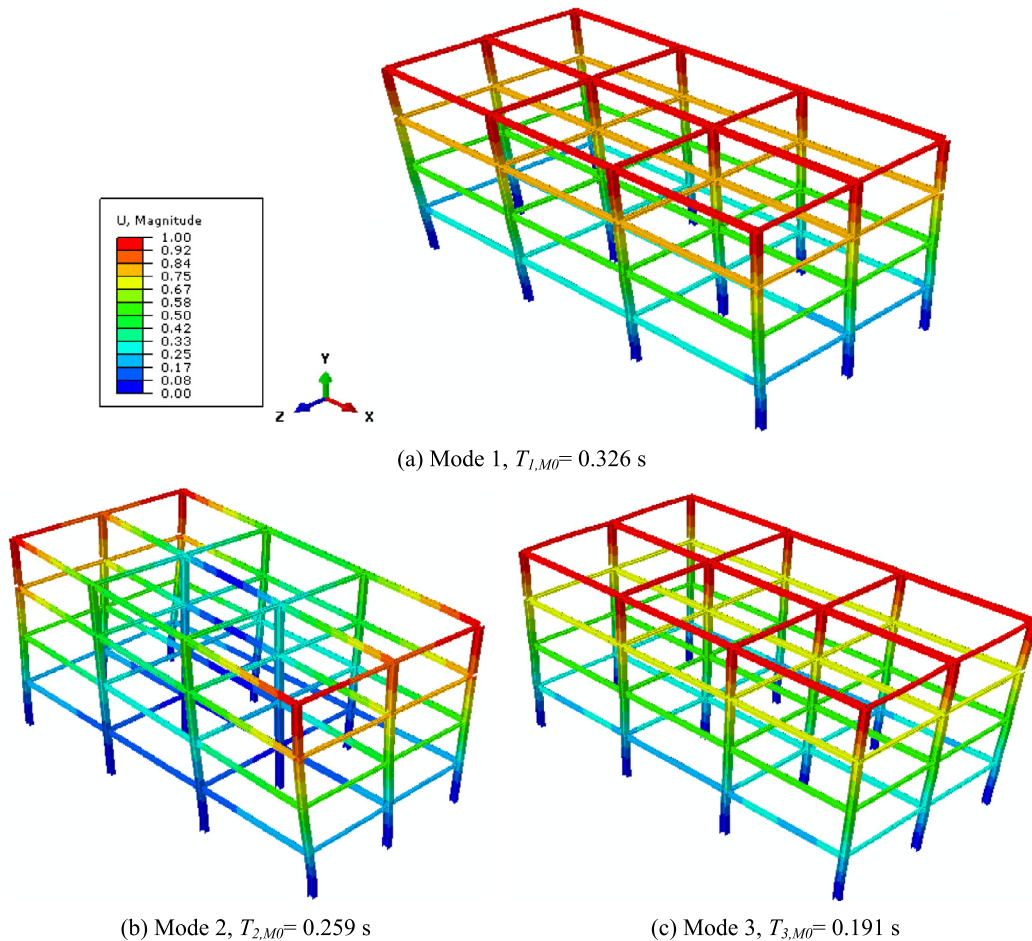 U, Magnitude
1.00
0.92
0.84
0.75
0.67
0.58
0.50
0.42
0.33
0.25
0.17
0.08
0.00
Y
Z
X
(a) Mode 1, T1,M0= 0.326 s
(b) Mode 2, T2,M0= 0.259 s
(c) Mode 3, T3,M0= 0.191 s